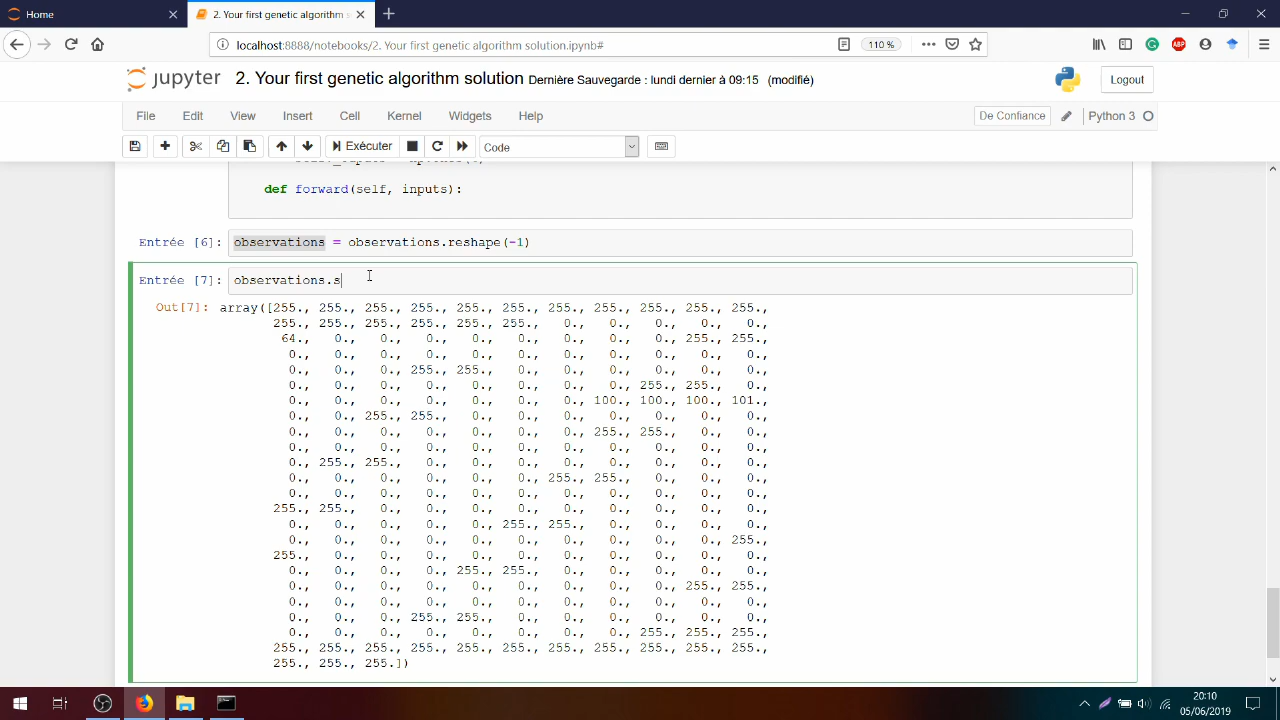 Home
2. Your first genetic algorithm s
localhost:8888/notebooks/2. Your first genetic algorithm solution.ipynb#
110 %
ABP
jupyter 2. Your first genetic algorithm solution Dernière Sauvegarde : lundi dernier à 09:15 (modifié)
Logout
File Edit View Insert Cell Kernel Widgets Help
De Confiance
Python 3
Exécuter
Code
def forward(self, inputs):
Entrée [6]: observations = observations.reshape(-1)
Entrée [7]: observations.s
Out[7]: array([255., 255., 255., 255., 255., 255., 255., 255., 255., 255., 255.,
255., 255., 255., 255., 255., 255., 0., 0., 0., 0., 0.,
64., 0., 0., 0., 0., 0., 0., 0., 0., 255., 255.,
0., 0., 0., 0., 0., 0., 0., 0., 0., 0., 0.,
0., 0., 0., 255., 255., 0., 0., 0., 0., 0., 0.,
0., 0., 0., 0., 0., 0., 0., 0., 255., 255., 0.,
0., 0., 0., 0., 0., 0., 0., 100., 100., 100., 101.,
0., 0., 255., 255., 0., 0., 0., 0., 0., 0., 0.,
0., 0., 0., 0., 0., 0., 0., 255., 255., 0., 0.,
0., 0., 0., 0., 0., 0., 0., 0., 0., 0., 0.,
0., 255., 255., 0., 0., 0., 0., 0., 0., 0., 0.,
0., 0., 0., 0., 0., 0., 255., 255., 0., 0., 0.,
0., 0., 0., 0., 0., 0., 0., 0., 0., 0., 0.,
255., 255., 0., 0., 0., 0., 0., 0., 0., 0., 0.,
0., 0., 0., 0., 0., 255., 255., 0., 0., 0., 0.,
0., 0., 0., 0., 0., 0., 0., 0., 0., 0., 255.,
255., 0., 0., 0., 0., 0., 0., 0., 0., 0., 0.,
0., 0., 0., 0., 255., 255., 0., 0., 0., 0., 0.,
0., 0., 0., 0., 0., 0., 0., 0., 0., 255., 255.,
0., 0., 0., 0., 0., 0., 0., 0., 0., 0., 0.,
0., 0., 0., 255., 255., 0., 0., 0., 0., 0., 0.,
0., 0., 0., 0., 0., 0., 0., 0., 255., 255., 255.,
255., 255., 255., 255., 255., 255., 255., 255., 255., 255., 255.,
255., 255., 255.])
20:10
05/06/2019